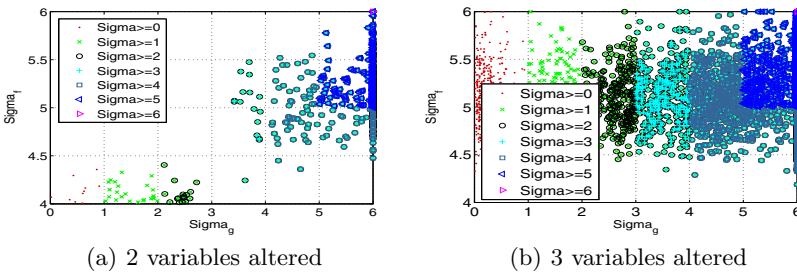 6
5.5
5
4.5
4
Sigma_f
Sigma>=0
Sigma>=1
Sigma>=2
Sigma>=3
Sigma>=4
Sigma>=5
Sigma>=6
0 1 2 3 4 5 6
Sigma_g
(a) 2 variables altered
6
5.5
5
4.5
4
Sigma_f
Sigma>=0
Sigma>=1
Sigma>=2
Sigma>=3
Sigma>=4
Sigma>=5
Sigma>=6
0 1 2 3 4 5 6
Sigma_g
(b) 3 variables altered